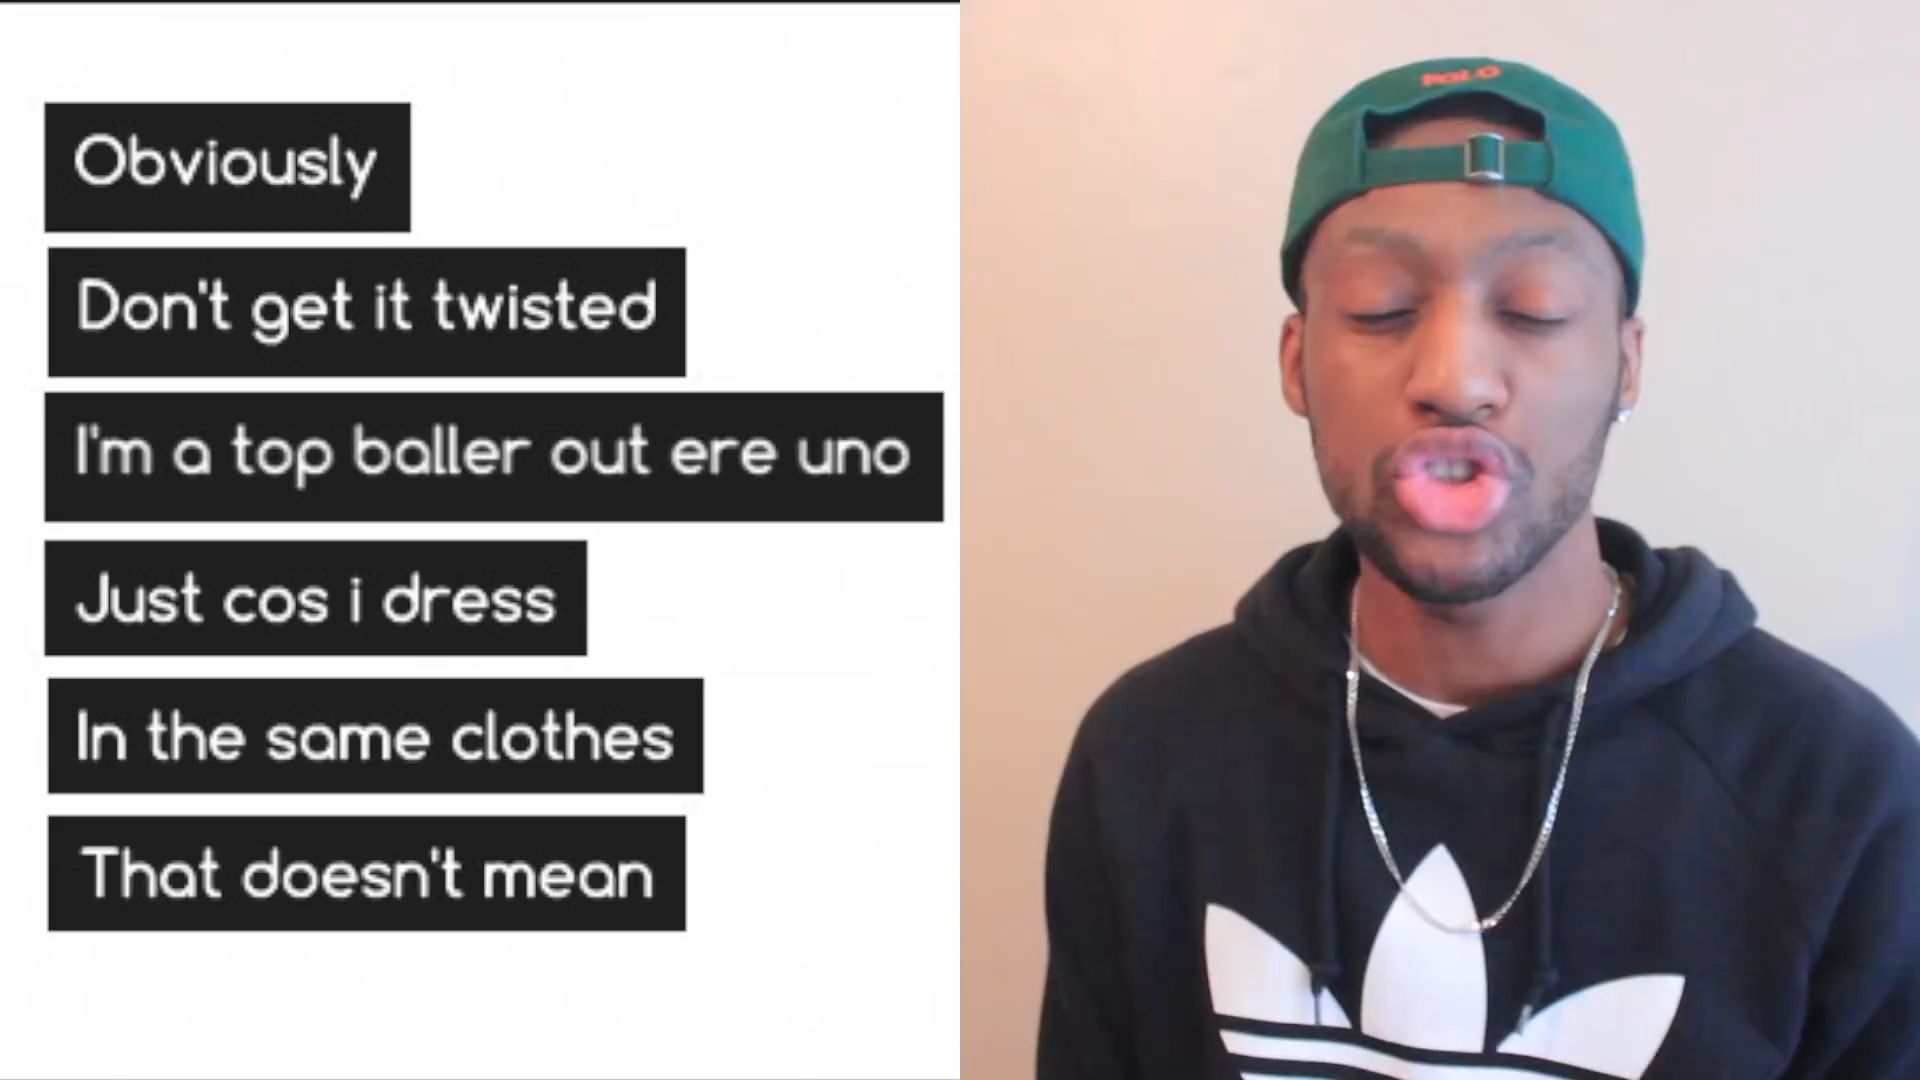 Obviously
Don't get it twisted
I'm a top baller out ere uno
Just cos i dress
In the same clothes
That doesn't mean
POLO